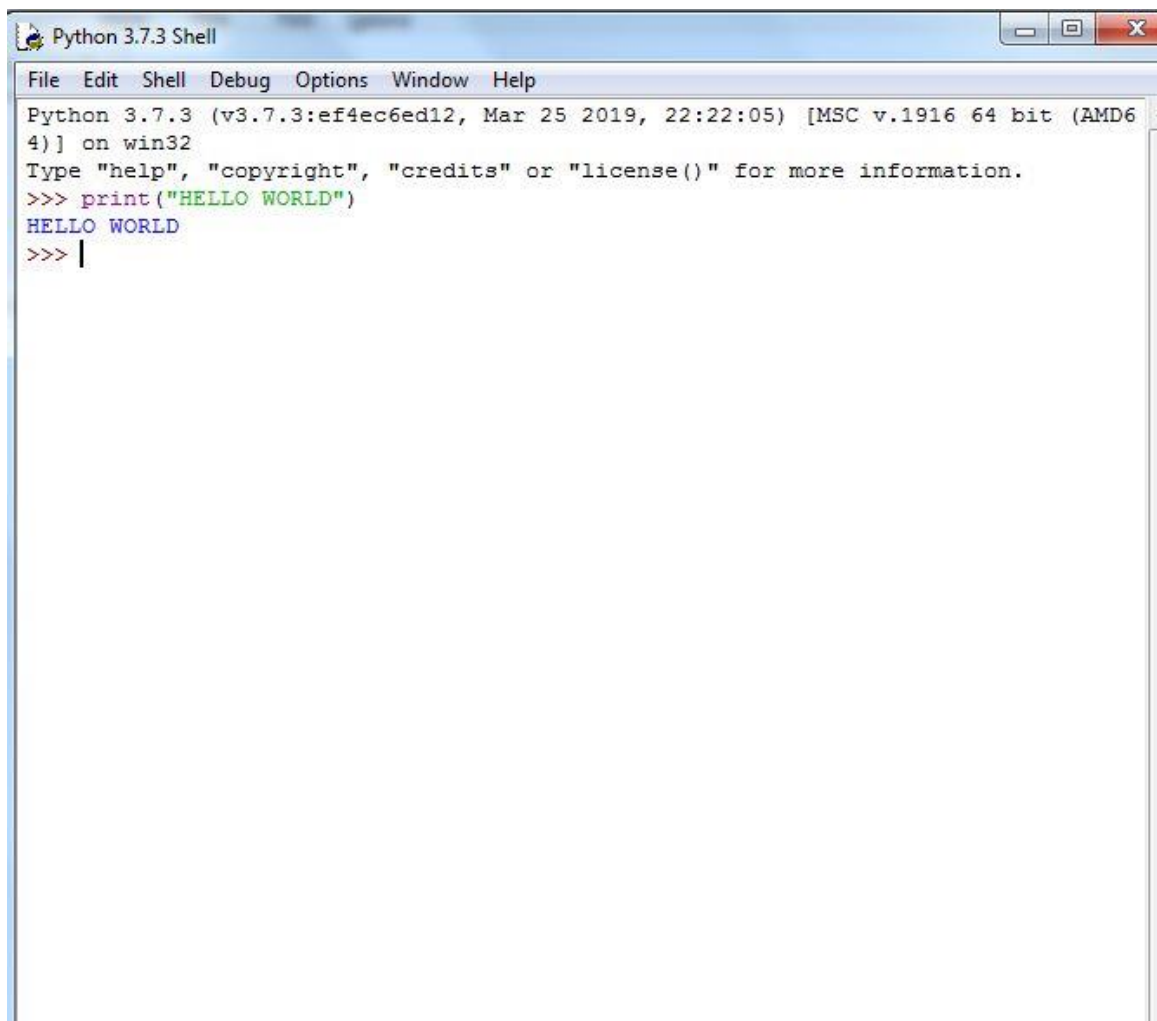 Python 3.7.3 Shell
File Edit Shell Debug Options Window Help
Python 3.7.3 (v3.7.3:ef4ec6ed12, Mar 25 2019, 22:22:05) [MSC v.1916 64 bit (AMD6
4)] on win32
Type "help", "copyright", "credits" or "license()" for more information.
>>> print("HELLO WORLD")
HELLO WORLD
>>>